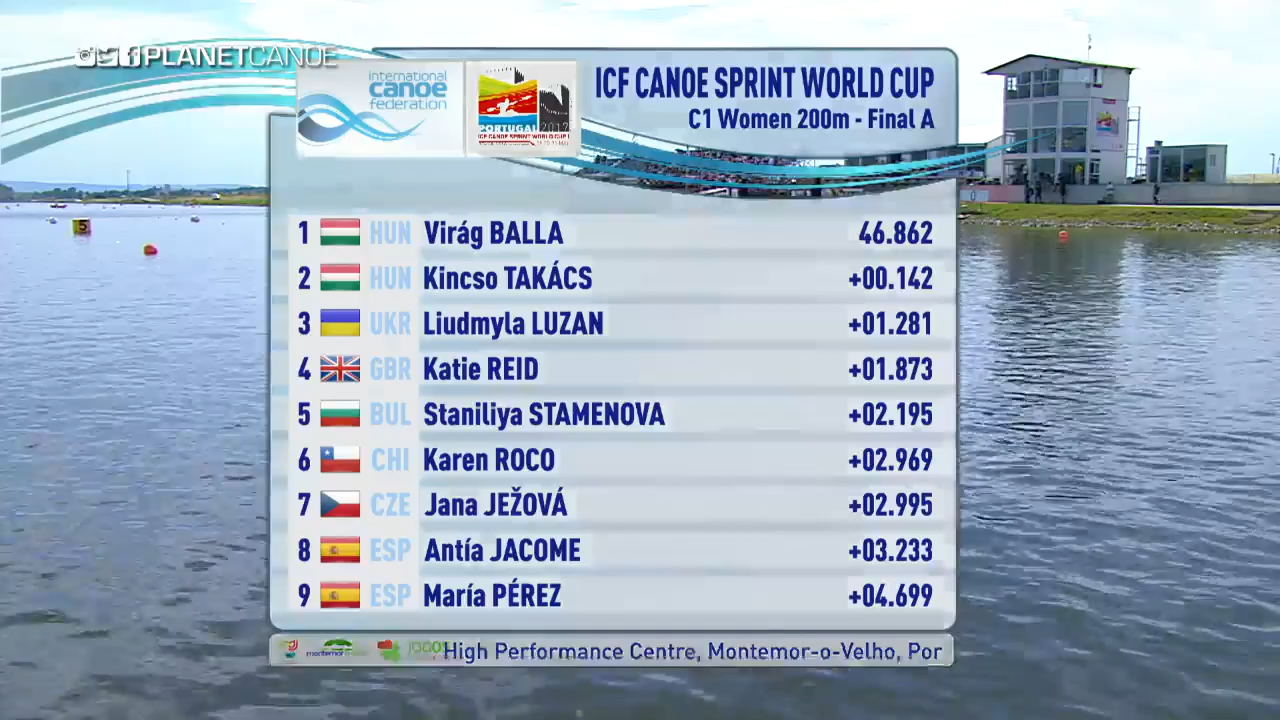 PLANETCANOE
international
canoe
federation
PORTUGAL 2017
ICF CANOE SPRINT WORLD CUP
C1 Women 200m - Final A
1 HUN Virág BALLA 46.862
2 HUN Kincso TAKÁCS +00.142
3 UKR Liudmyla LUZAN +01.281
4 GBR Katie REID +01.873
5 BUL Staniliya STAMENOVA +02.195
6 CHI Karen ROCO +02.969
7 CZE Jana JEŽOVÁ +02.995
8 ESP Antía JACOME +03.233
9 ESP María PÉREZ +04.699
High Performance Centre, Montemor-o-Velho, Por
5